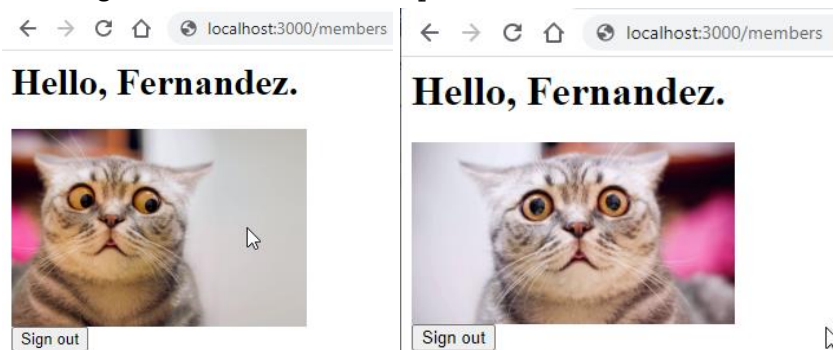 localhost:3000/members
Hello, Fernandez.
Sign out
localhost:3000/members
Hello, Fernandez.
Sign out